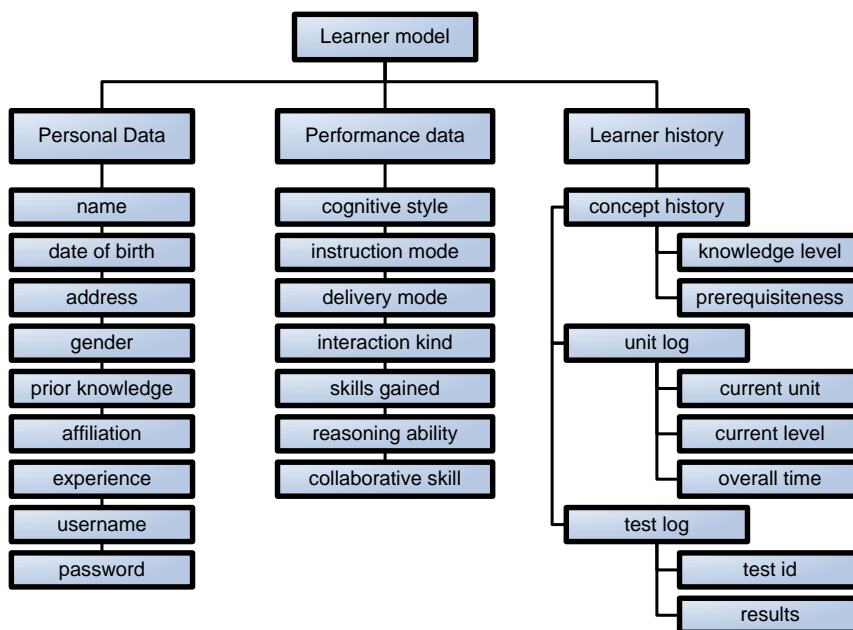 Learner model
Personal Data
Performance data
Learner history
name
date of birth
address
gender
prior knowledge
affiliation
experience
username
password
cognitive style
instruction mode
delivery mode
interaction kind
skills gained
reasoning ability
collaborative skill
concept history
knowledge level
prerequisiteness
unit log
current unit
current level
overall time
test log
test id
results